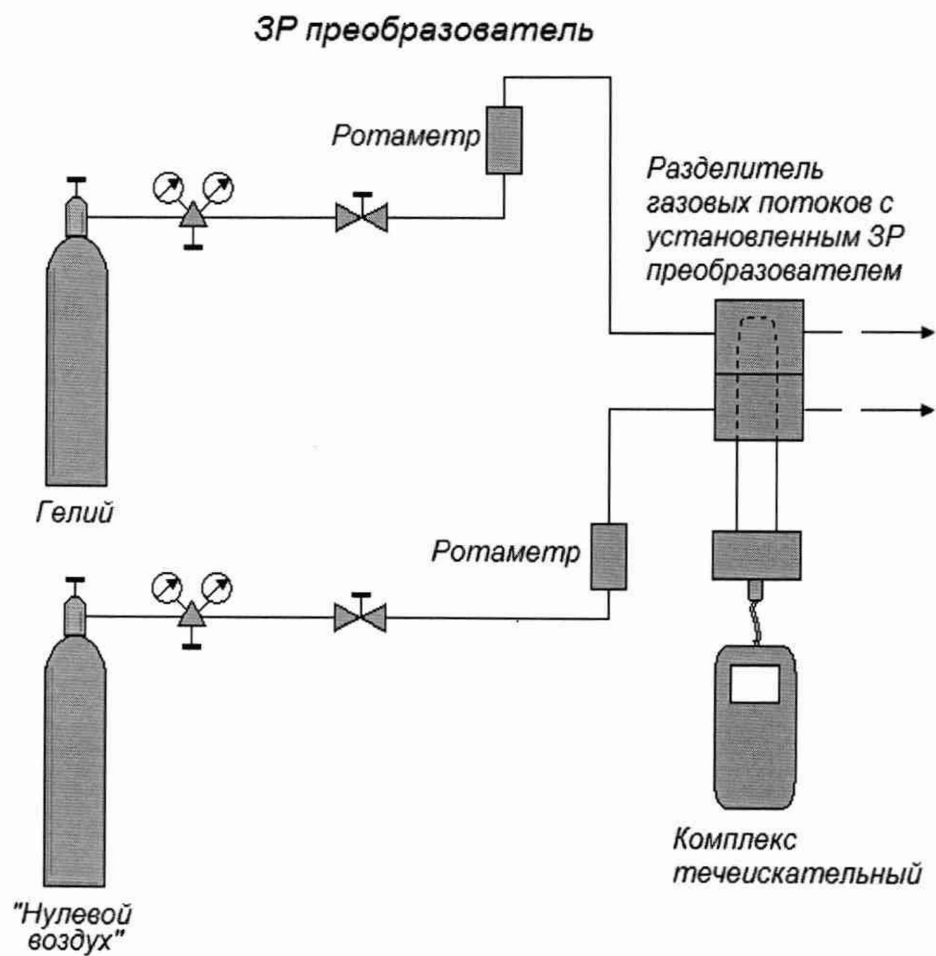 ЗР преобразователь
Ротаметр
Разделитель
газовых потоков с
установленным ЗР
преобразователем
Гелий
Ротаметр
Комплекс
течеискательный
"Нулевой
воздух"